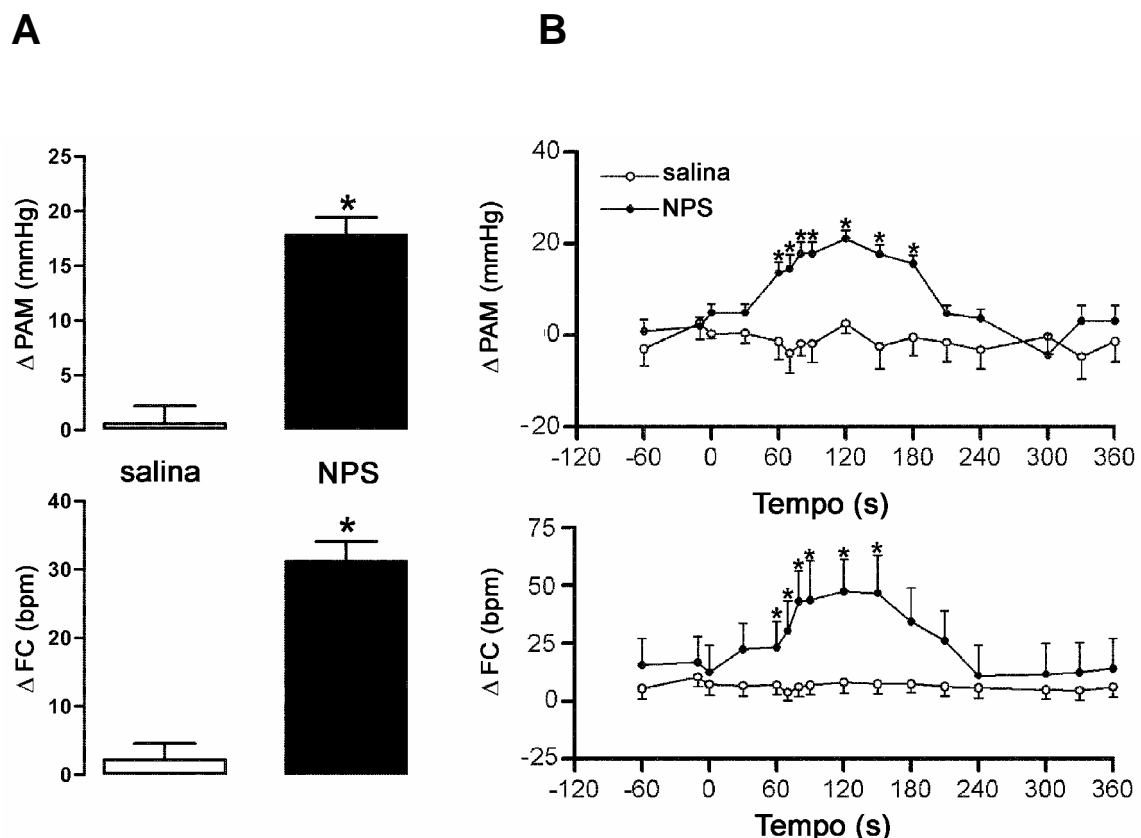 A
B
25
20
15
10
5
0
Δ PAM (mmHg)
*
salina
NPS
40
30
20
10
0
Δ FC (bpm)
*
40
20
0
-20
Δ PAM (mmHg)
salina
NPS
* * * * * * *
-120 -60 0 60 120 180 240 300 360
Tempo (s)
75
50
25
0
-25
Δ FC (bpm)
* * * * * *
-120 -60 0 60 120 180 240 300 360
Tempo (s)